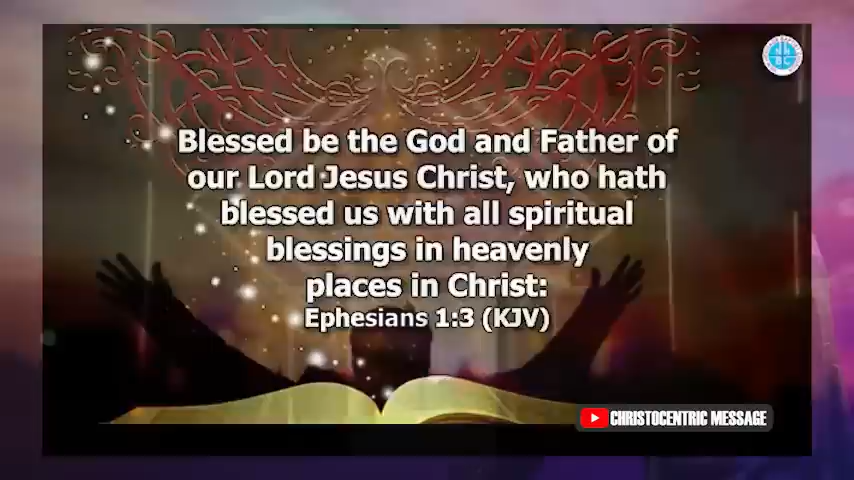 Blessed be the God and Father of
our Lord Jesus Christ, who hath
blessed us with all spiritual
blessings in heavenly
places in Christ:
Ephesians 1:3 (KJV)
CHRISTOCENTRIC MESSAGE